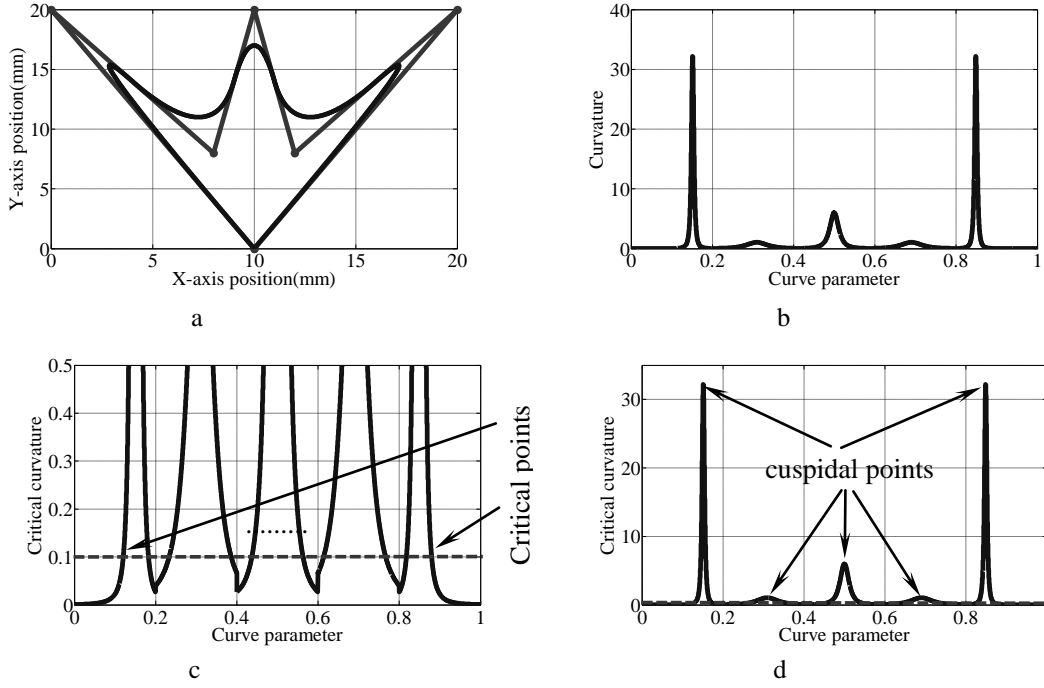 20
15
10
5
0
Y-axis position(mm)
0
5
10
15
20
X-axis position(mm)
a
40
30
20
10
0
Curvature
0.2
0.4
0.6
0.8
1
Curve parameter
b
0.5
0.4
0.3
0.2
0.1
0
Critical curvature
0
0.2
0.4
0.6
0.8
1
Curve parameter
Critical points
c
30
20
10
0
Critical curvature
cuspidal points
0
0.2
0.4
0.6
0.8
Curve parameter
d